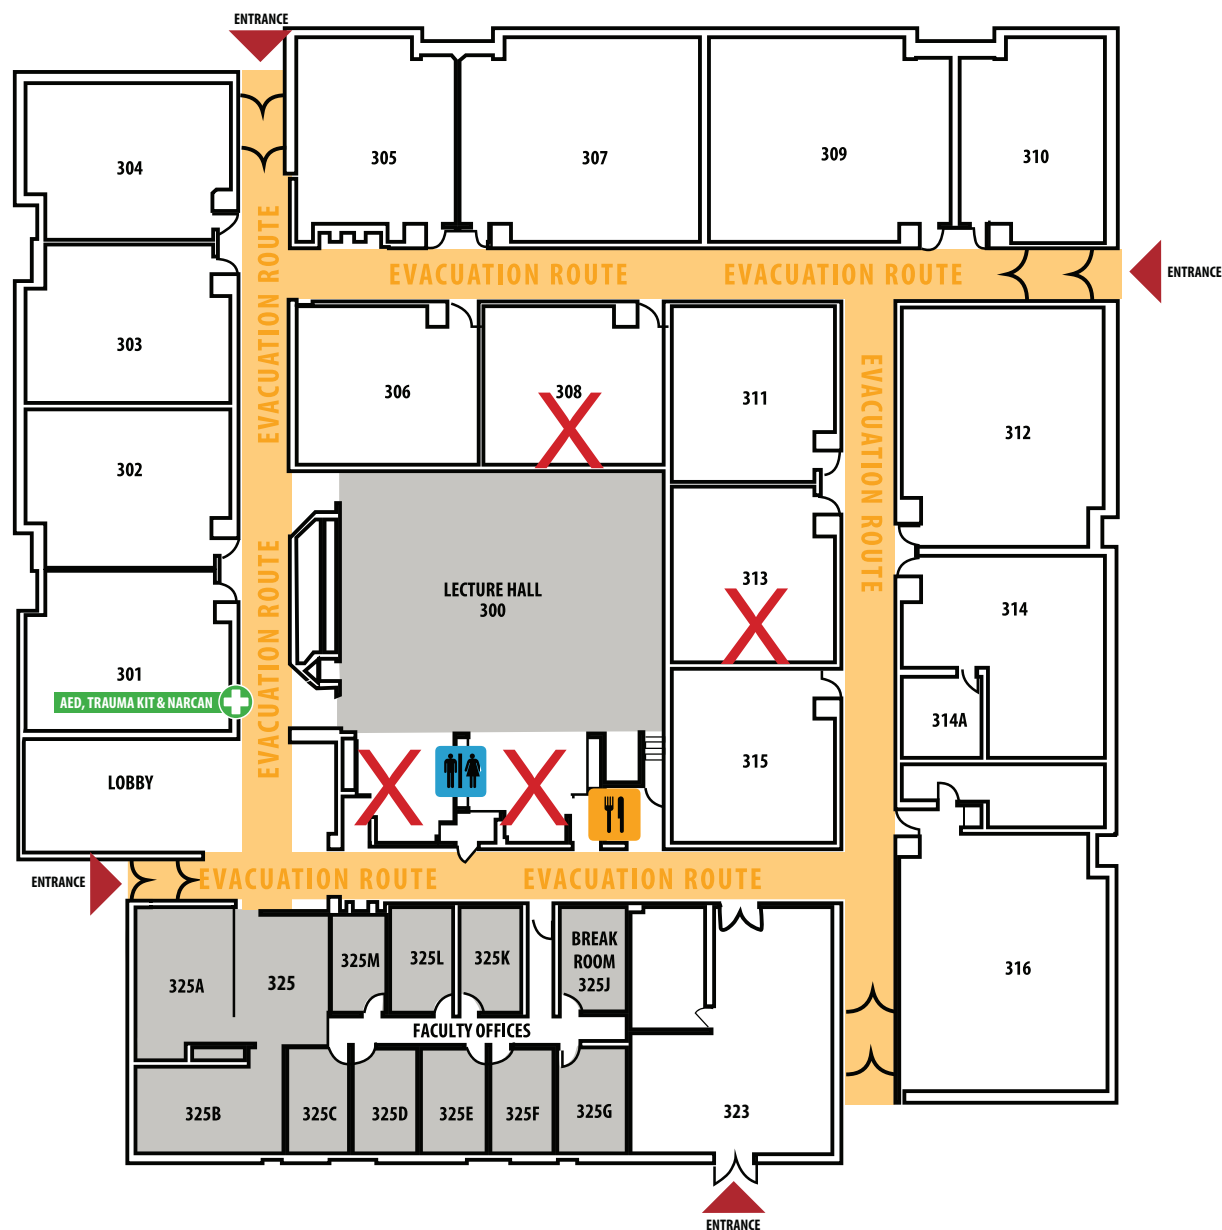 ENTRANCE
304
305
307
309
310
EVACUATION ROUTE
EVACUATION ROUTE
EVACUATION ROUTE
ENTRANCE
303
306
308
311
312
EVACUATION ROUTE
302
LECTURE HALL
300
313
314
EVACUATION ROUTE
301
AED, TRAUMA KIT & NARCAN
314A
LOBBY
315
ENTRANCE
EVACUATION ROUTE
EVACUATION ROUTE
325A
325
325M
325L
325K
BREAK
ROOM
325J
316
FACULTY OFFICES
325B
325C
325D
325E
325F
325G
323
ENTRANCE